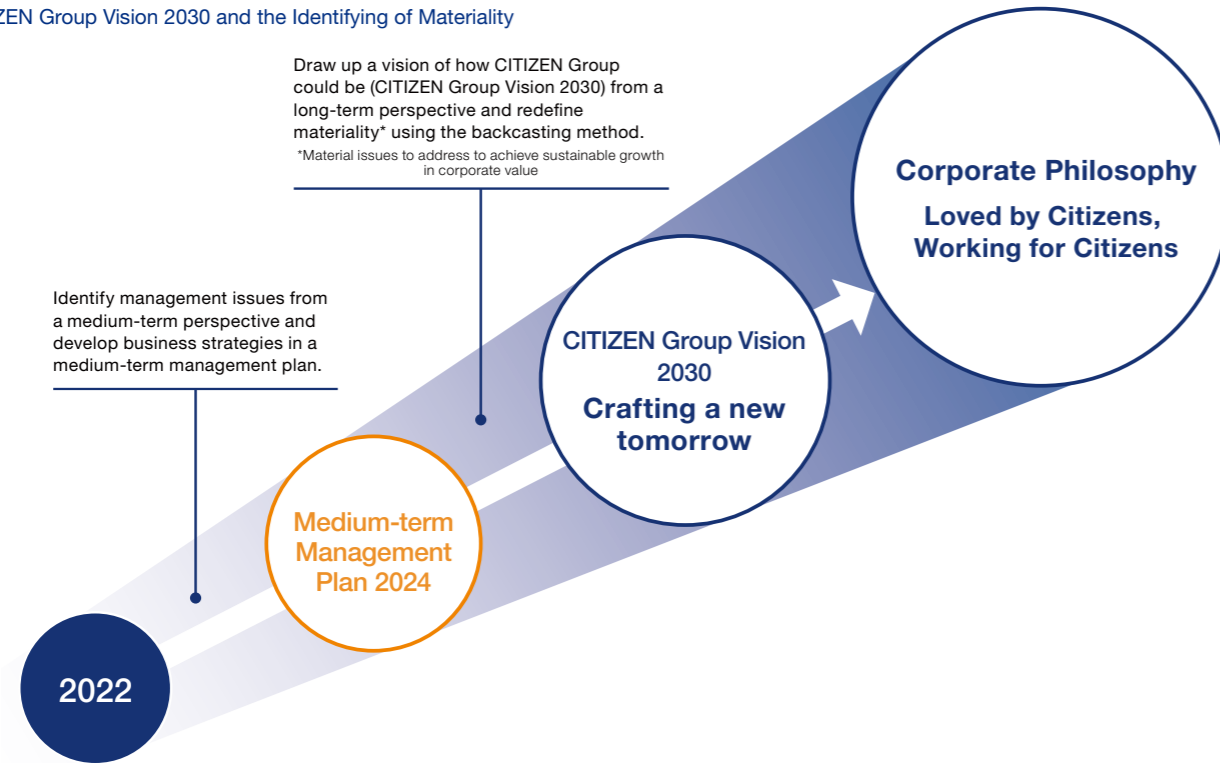 ZEN Group Vision 2030 and the Identifying of Materiality
Draw up a vision of how CITIZEN Group
could be (CITIZEN Group Vision 2030) from a
long-term perspective and redefine
materiality* using the backcasting method.
*Material issues to address to achieve sustainable growth
in corporate value
Corporate Philosophy
Loved by Citizens,
Working for Citizens
Identify management issues from
a medium-term perspective and
develop business strategies in a
medium-term management plan.
CITIZEN Group Vision
2030
Crafting a new
tomorrow
Medium-term
Management
Plan 2024
2022